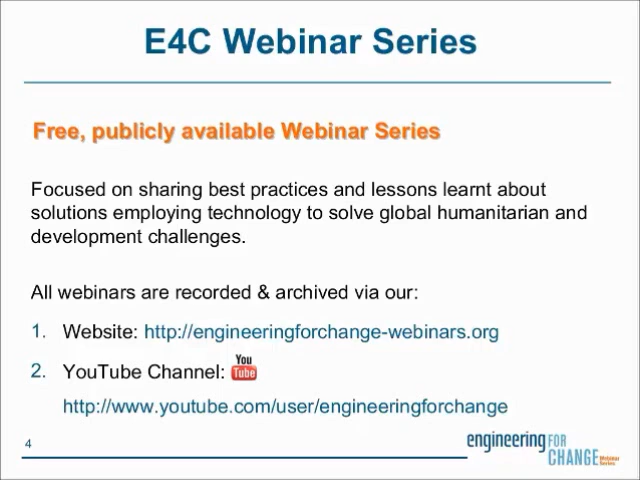 E4C Webinar Series
Free, publicly available Webinar Series
Focused on sharing best practices and lessons learnt about
solutions employing technology to solve global humanitarian and
development challenges.
All webinars are recorded & archived via our:
1. Website: http://engineeringforchange-webinars.org
2. YouTube Channel: You Tube
http://www.youtube.com/user/engineeringforchange
4
engineering FOR
CHANGE Webinar
Series